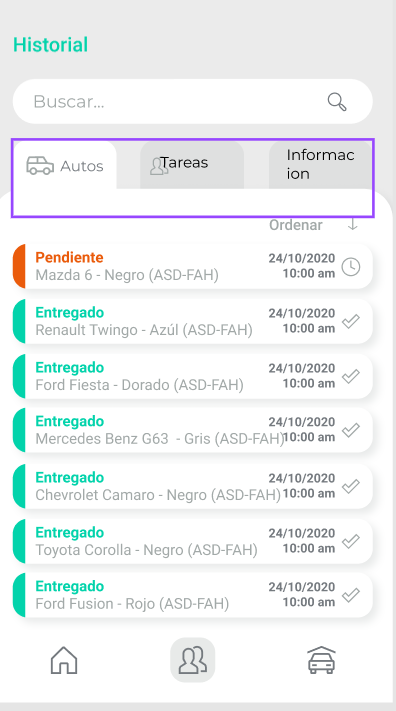 Historial
Buscar...
Autos
Tareas
Informac
ion
Ordenar ↓
Pendiente
24/10/2020
Mazda 6 - Negro (ASD-FAH)
10:00 am
Entregado
24/10/2020
Renault Twingo - Azúl (ASD-FAH)
10:00 am
Entregado
24/10/2020
Ford Fiesta - Dorado (ASD-FAH)
10:00 am
Entregado
24/10/2020
Mercedes Benz G63 - Gris (ASD-FAH)
10:00 am
Entregado
24/10/2020
Chevrolet Camaro - Negro (ASD-FAH)
10:00 am
Entregado
24/10/2020
Toyota Corolla - Negro (ASD-FAH)
10:00 am
Entregado
24/10/2020
Ford Fusion - Rojo (ASD-FAH)
10:00 am